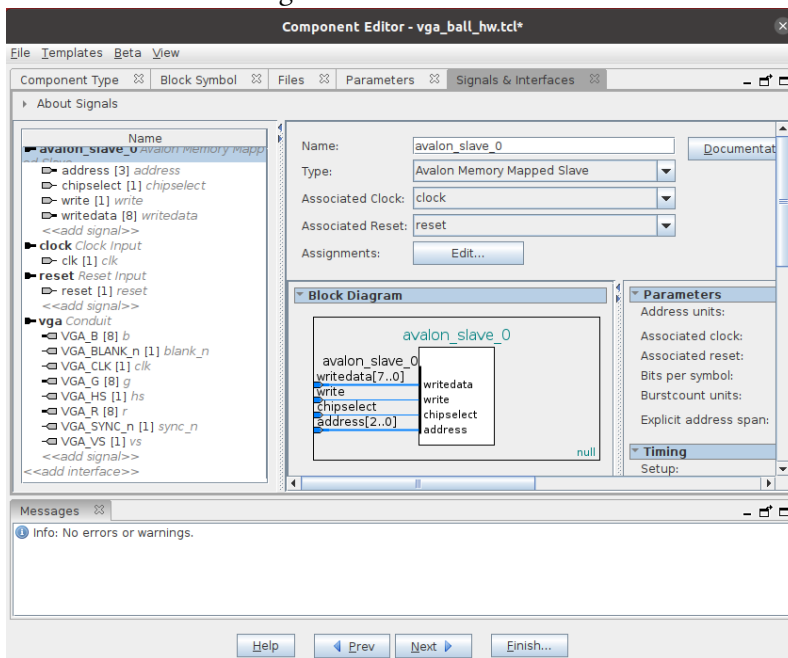 Component Editor - vga_ball_hw.tcl*
File Templates Beta View
Component Type Block Symbol Files Parameters Signals & Interfaces
About Signals
Name
avalon_slave_0 Avalon Memory Mapp
ed Slave
address [3] address
chipselect [1] chipselect
write [1] write
writedata [8] writedata
<<add signal>>
clock Clock Input
clk [1] clk
reset Reset Input
reset [1] reset
<<add signal>>
vga Conduit
VGA_B [8] b
VGA_BLANK_n [1] blank_n
VGA_CLK [1] clk
VGA_G [8] g
VGA_HS [1] hs
VGA_R [8] r
VGA_SYNC_n [1] sync_n
VGA_VS [1] vs
<<add signal>>
<<add interface>>
Name: avalon_slave_0 Documentat
Type: Avalon Memory Mapped Slave
Associated Clock: clock
Associated Reset: reset
Assignments: Edit...
Block Diagram
avalon_slave_0
avalon_slave_0
writedata[7..0] writedata
write write
chipselect chipselect
address[2..0] address
null
Parameters
Address units:
Associated clock:
Associated reset:
Bits per symbol:
Burstcount units:
Explicit address span:
Timing
Setup:
Messages
Info: No errors or warnings.
Help Prev Next Finish...